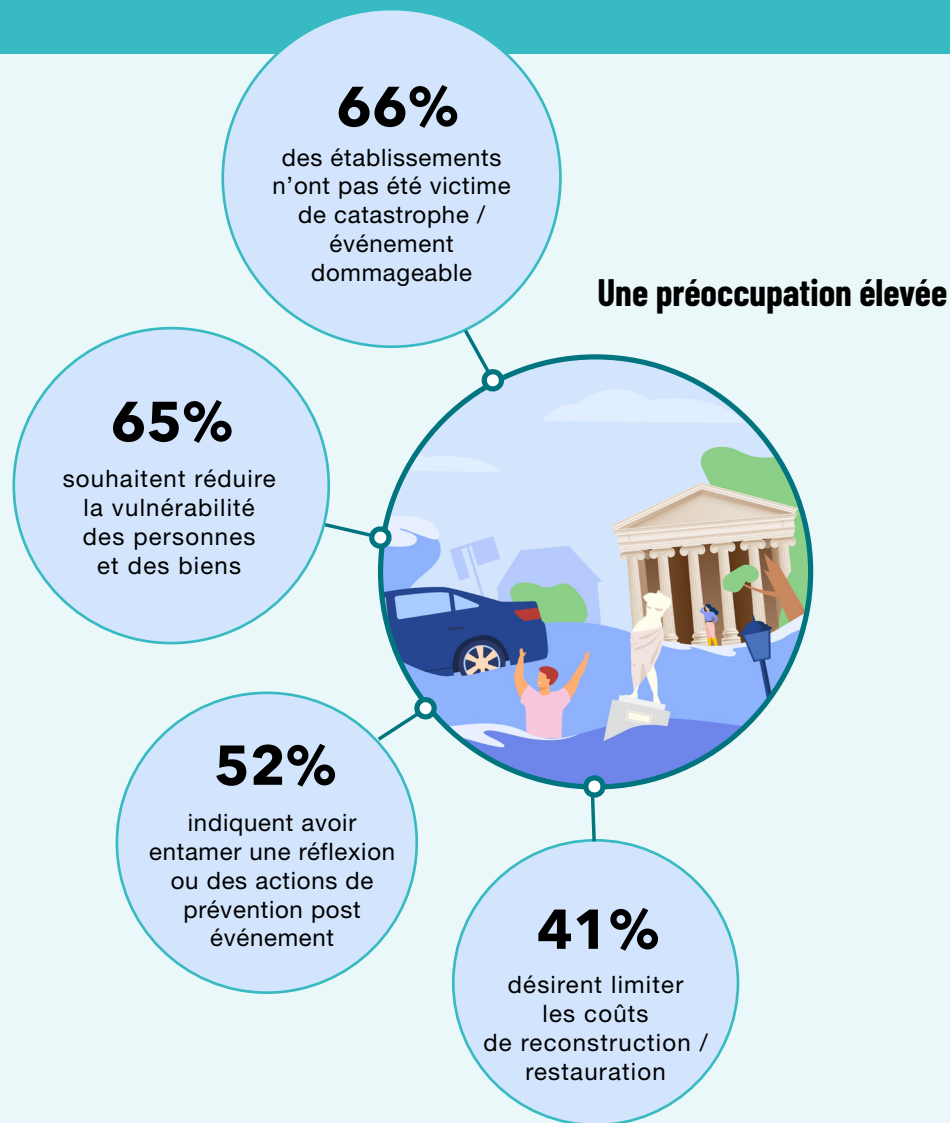 66%
des établissements
n’ont pas été victime
de catastrophe /
événement
dommageable
Une préoccupation élevée
65%
souhaitent réduire
la vulnérabilité
des personnes
et des biens
52%
indiquent avoir
entamer une réflexion
ou des actions de
prévention post
événement
41%
désirent limiter
les coûts
de reconstruction /
restauration